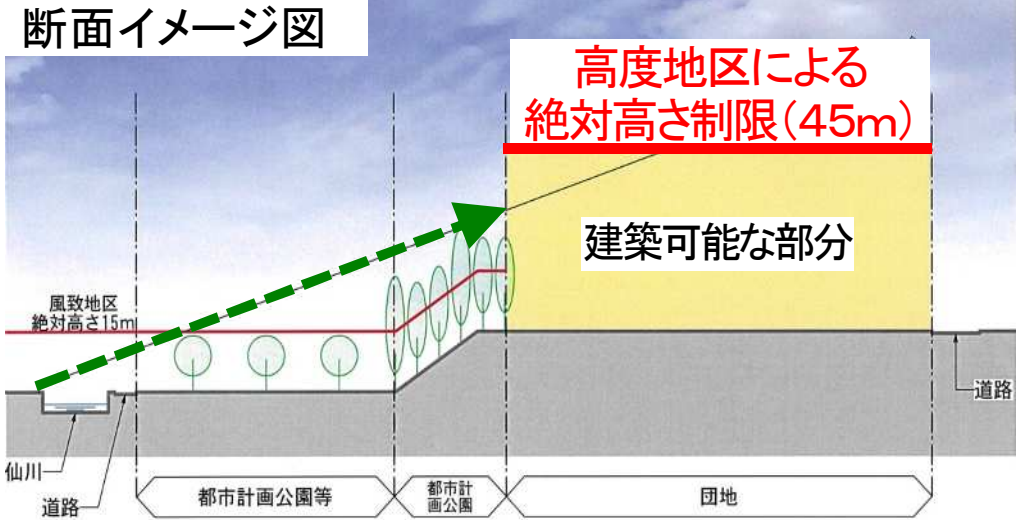 断面イメージ図
高度地区による
絶対高さ制限(45m)
建築可能な部分
風致地区
絶対高さ15m
道路
仙川
道路
都市計画公園等
都市計
画公園
団地